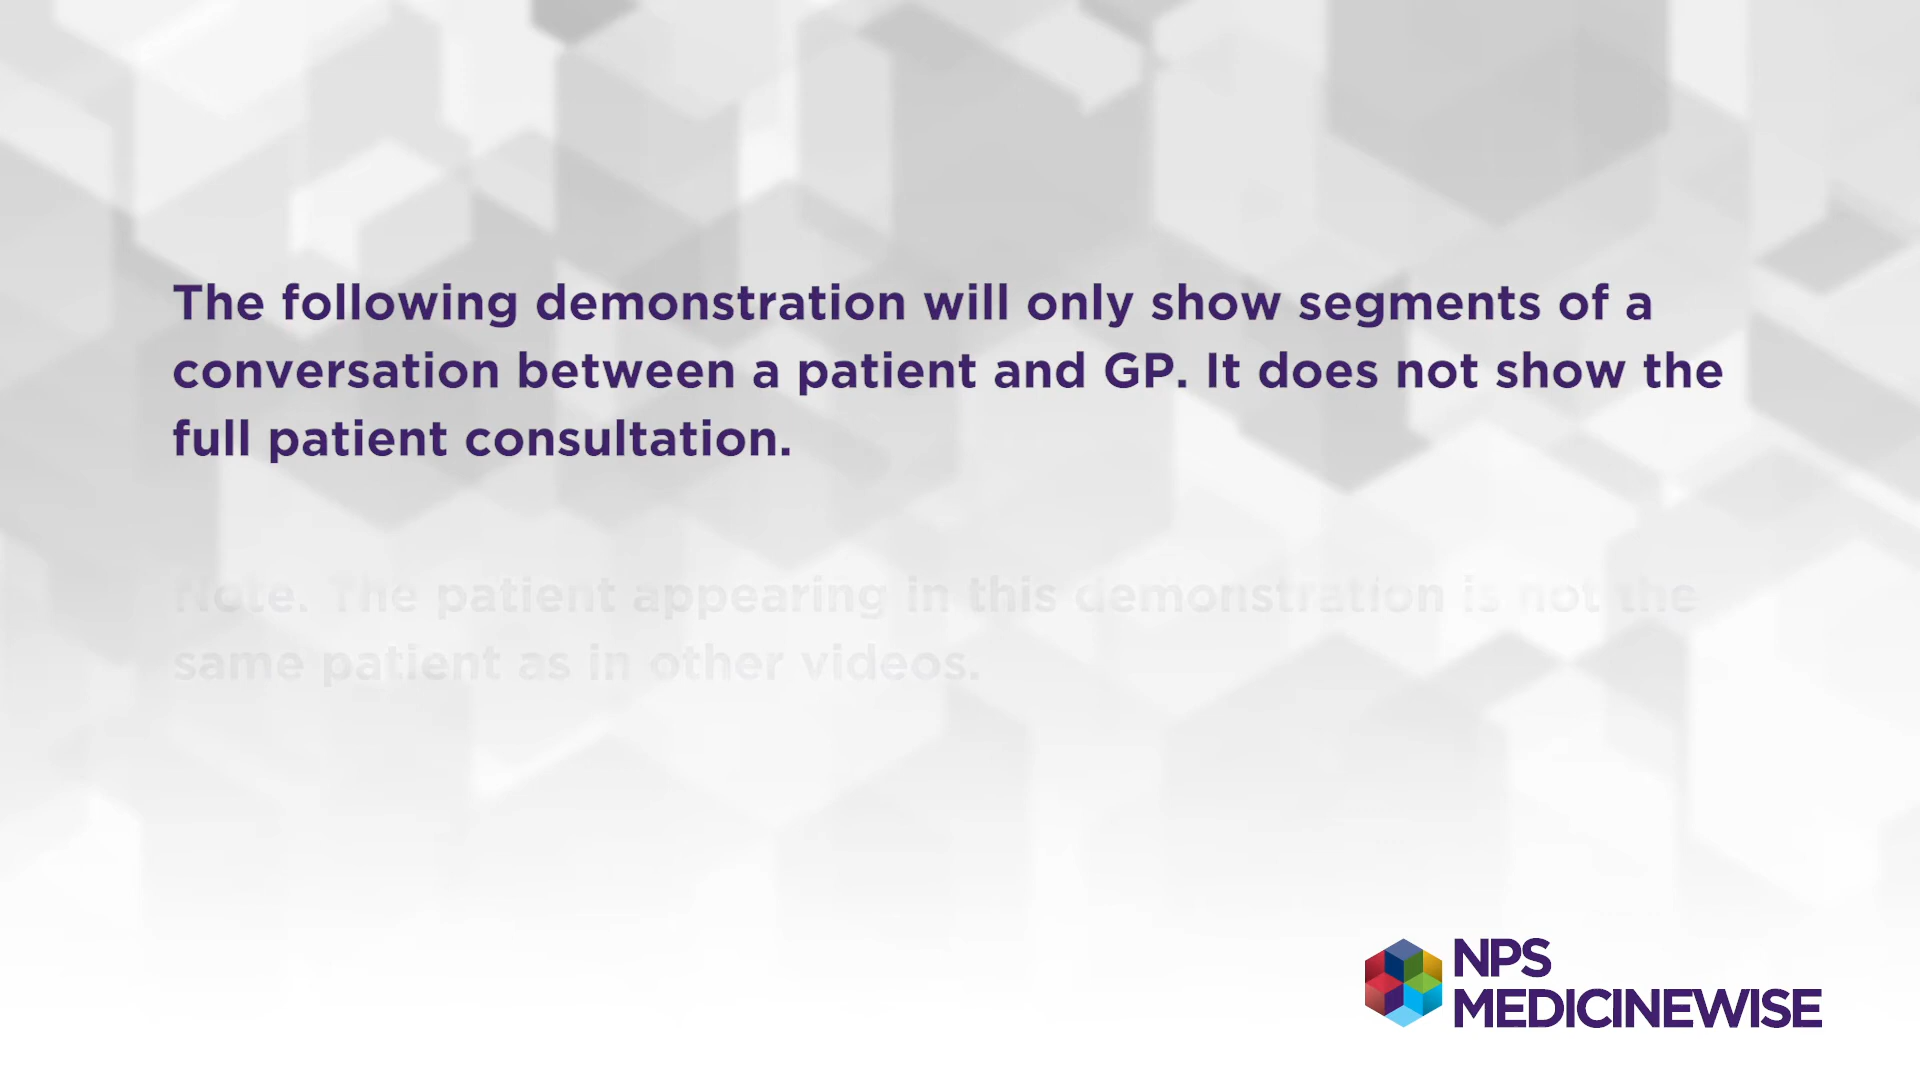 The following demonstration will only show segments of a
conversation between a patient and GP. It does not show the
full patient consultation.
Note. The patient appearing in this demonstration is not the
same patient as in other videos.
NPS
MEDICINEWISE